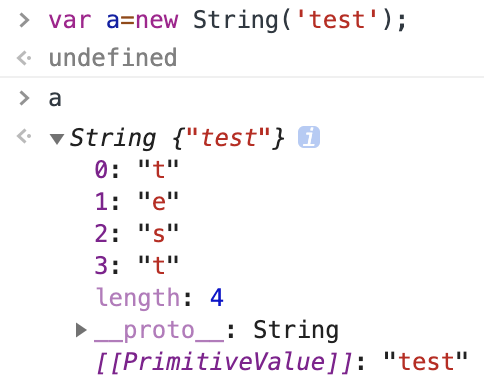 > var a=new String('test');
undefined
> a
String {"test"} i
0: "t"
1: "e"
2: "s"
3: "t"
length: 4
__proto__: String
[[PrimitiveValue]]: "test"